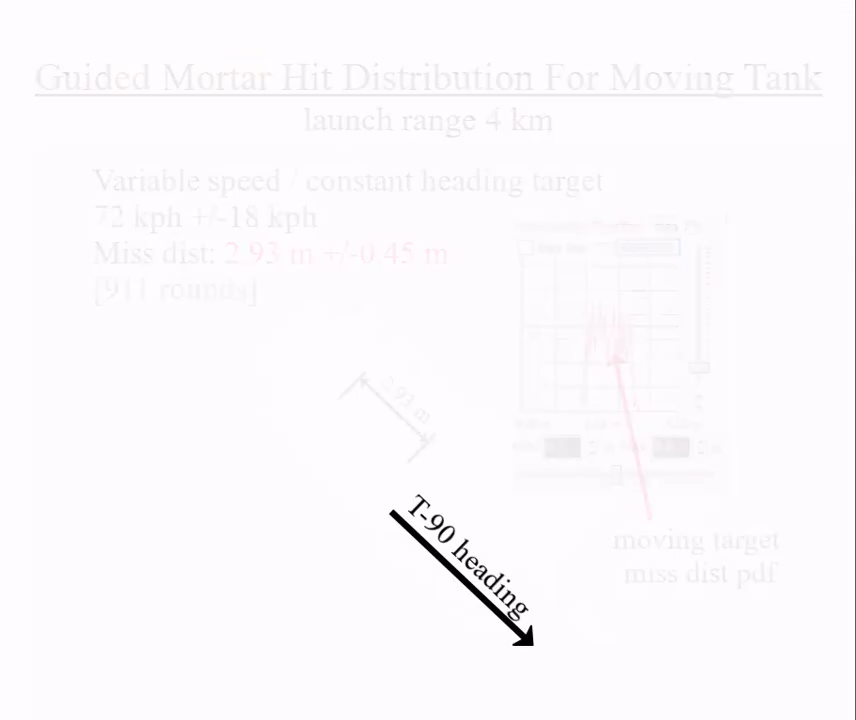 Guided Mortar Hit Distribution For Moving Tank
launch range 4 km
Variable speed / constant heading target
72 kph +/-18 kph
Miss dist: 2.93 m +/-0.45 m
[911 rounds]
2.93 m
T-90 heading
moving target
miss dist pdf